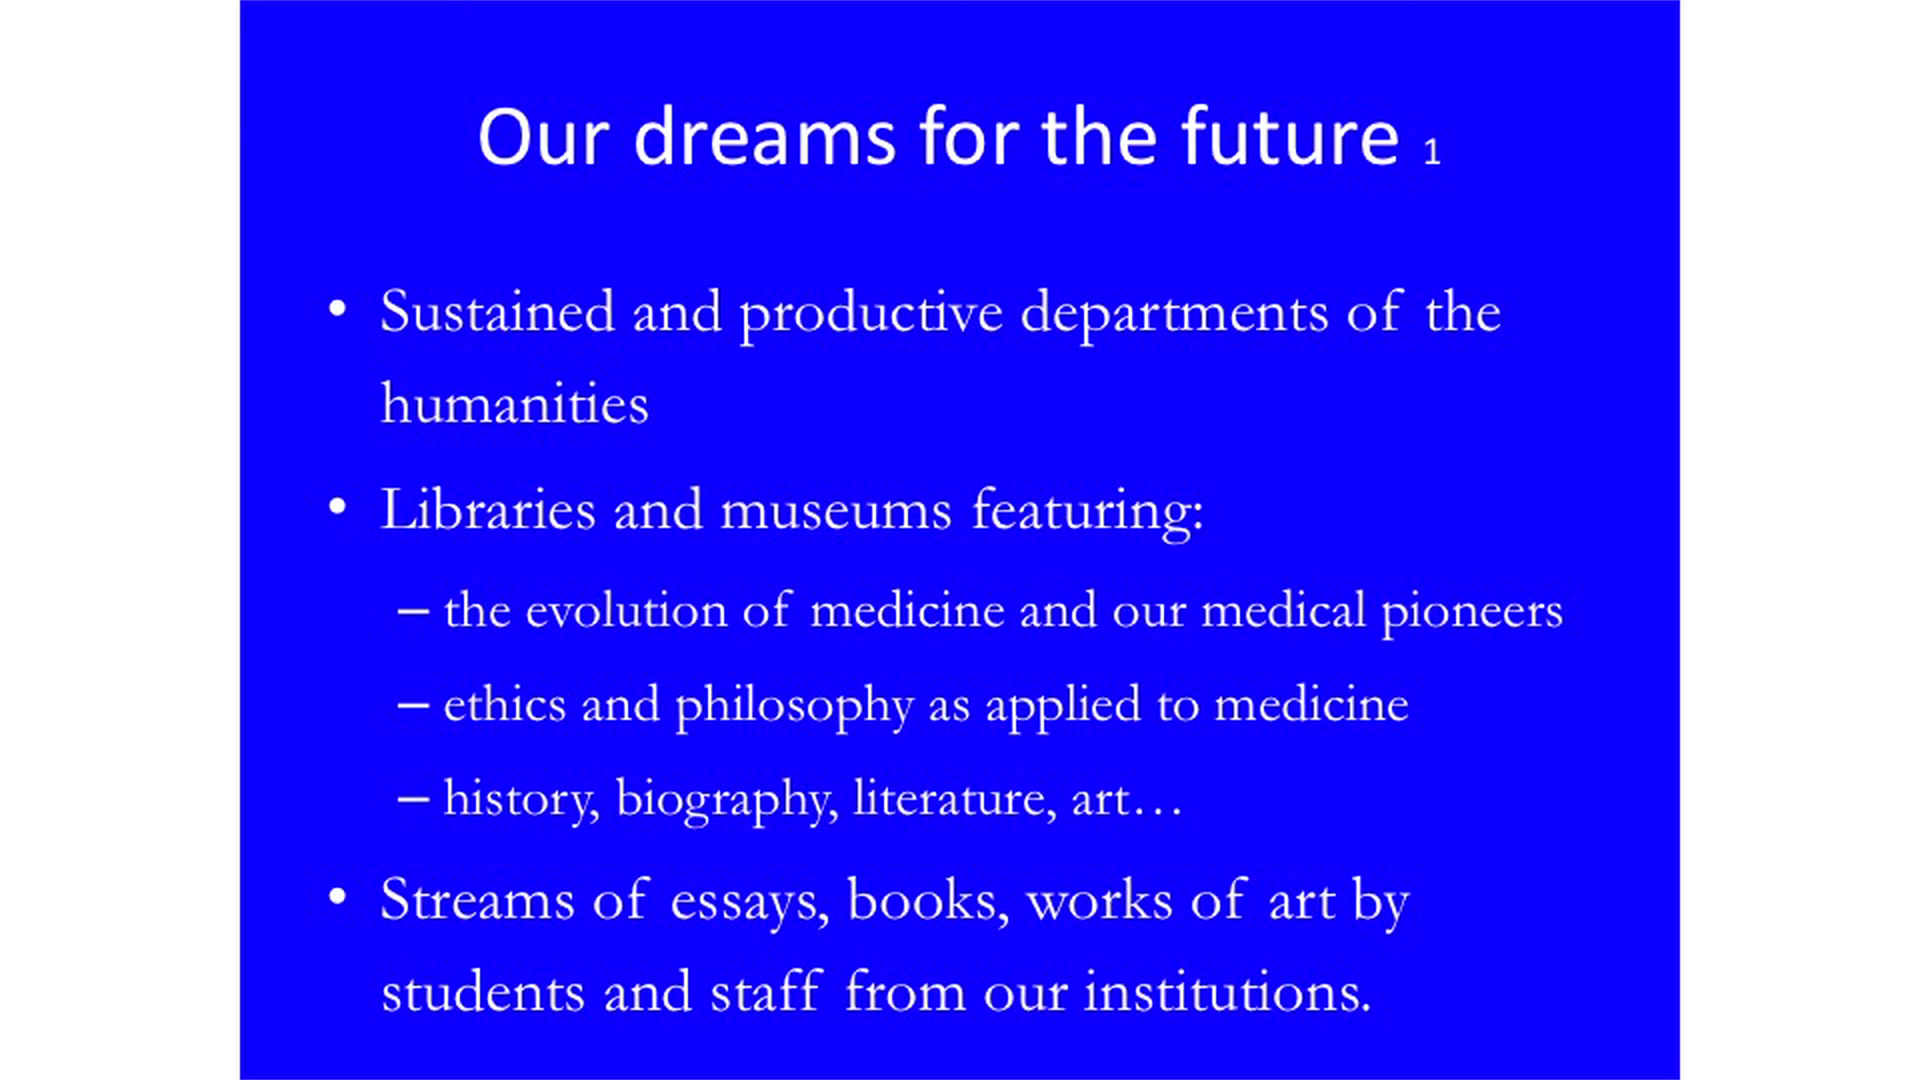 Our dreams for the future 1
• Sustained and productive departments of the
humanities
• Libraries and museums featuring:
– the evolution of medicine and our medical pioneers
– ethics and philosophy as applied to medicine
– history, biography, literature, art…
• Streams of essays, books, works of art by
students and staff from our institutions.